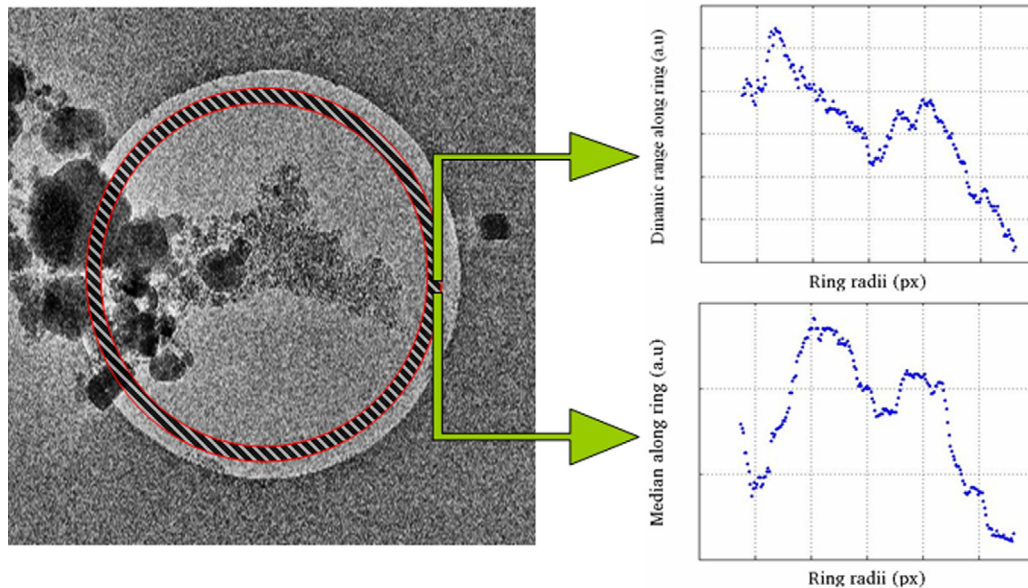 Dinamic range along ring (a.u)
Ring radii (px)
Median along ring (a.u)
Ring radii (px)